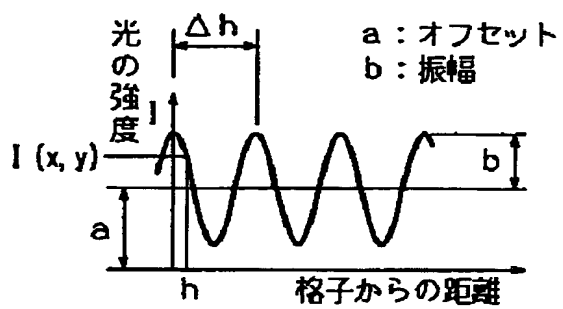 光の強度 I
Δh
a：オフセット
b：振幅
I (x, y)
b
a
h
格子からの距離